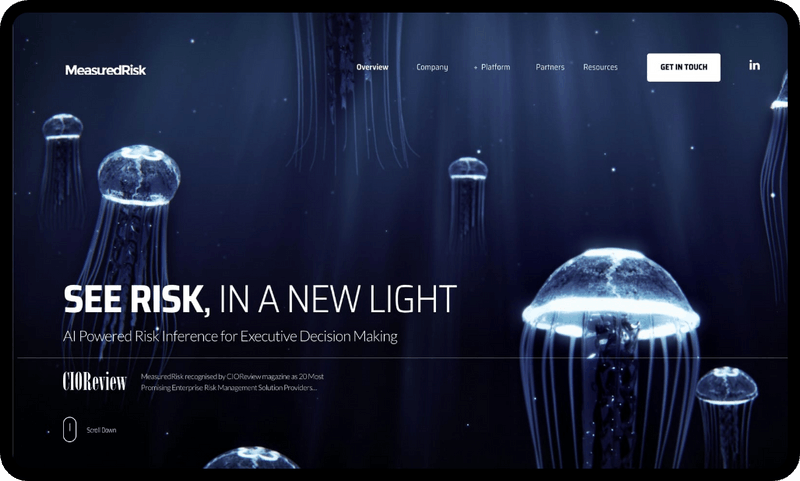 MeasuredRisk
Overview Company + Platform Partners Resources GET IN TOUCH in
SEE RISK, IN A NEW LIGHT
AI Powered Risk Inference for Executive Decision Making
CIOReview
MeasuredRisk recognised by CIOReview magazine as 20 Most
Promising Enterprise Risk Management Solution Providers...
Scroll Down